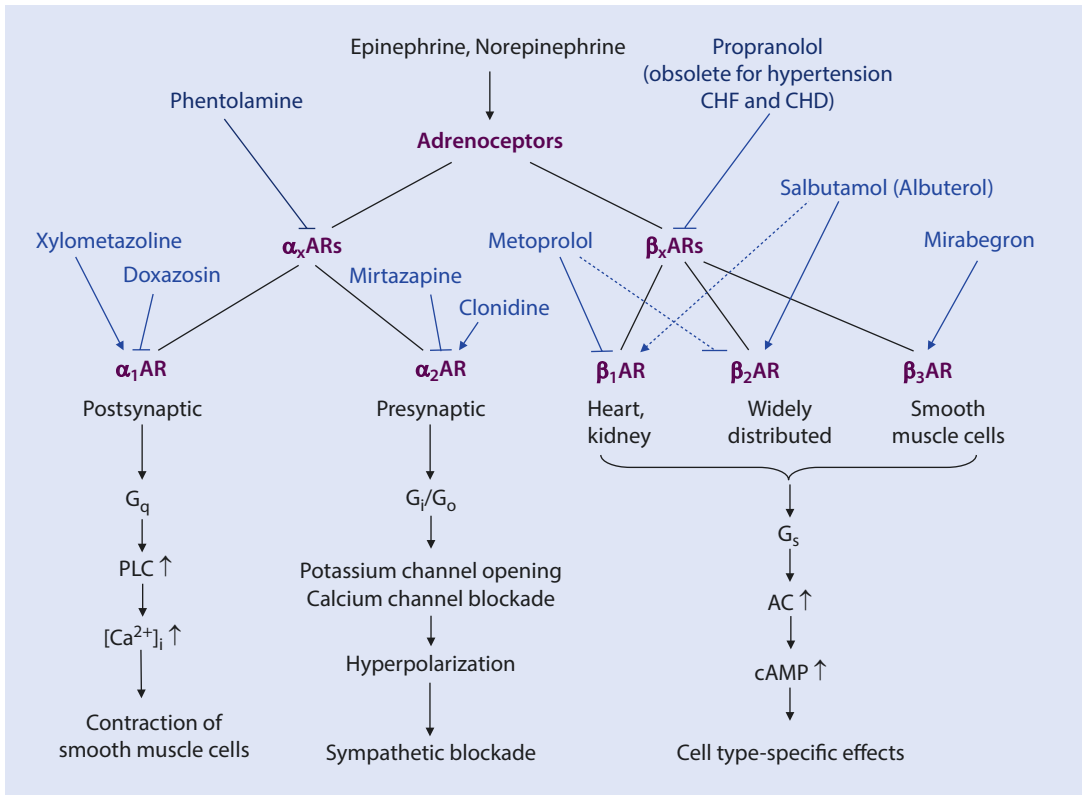 Epinephrine, Norepinephrine
Propranolol
(obsolete for hypertension
CHF and CHD)
Phentolamine
Adrenoceptors
Salbutamol (Albuterol)
Xylometazoline
αxARs
Metoprolol
βxARs
Mirabegron
Doxazosin
Mirtazapine
Clonidine
α1AR
α2AR
β1AR
β2AR
β3AR
Postsynaptic
Presynaptic
Heart,
kidney
Widely
distributed
Smooth
muscle cells
Gq
Gi/Go
Gs
PLC ↑
Potassium channel opening
Calcium channel blockade
AC ↑
[Ca2+]i ↑
Hyperpolarization
cAMP ↑
Contraction of
smooth muscle cells
Sympathetic blockade
Cell type-specific effects